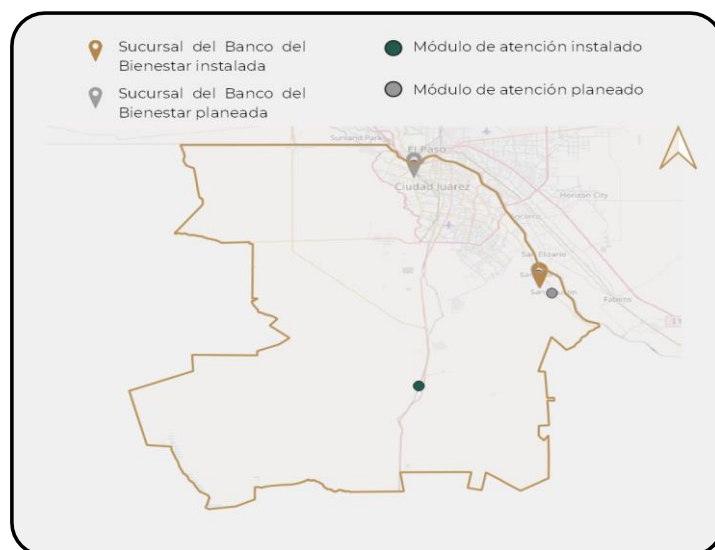 Sucursal del Banco del
Bienestar instalada
Módulo de atención instalado
Sucursal del Banco del
Bienestar planeada
Módulo de atención planeado
Sunland Park
El Paso
Ciudad Juárez
Horizon City
Socorro
San Elizario
Fabens